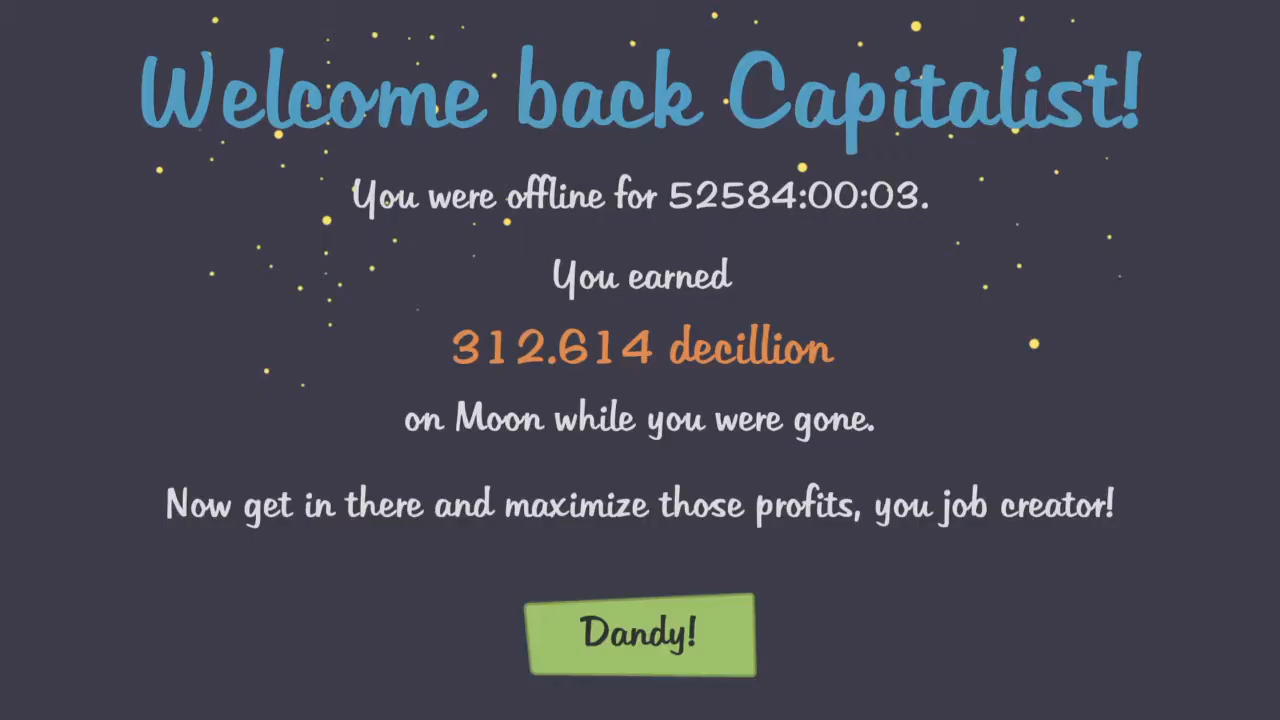 Welcome back Capitalist!
You were offline for 52584:00:03.
You earned
312.614 decillion
on Moon while you were gone.
Now get in there and maximize those profits, you job creator!
Dandy!